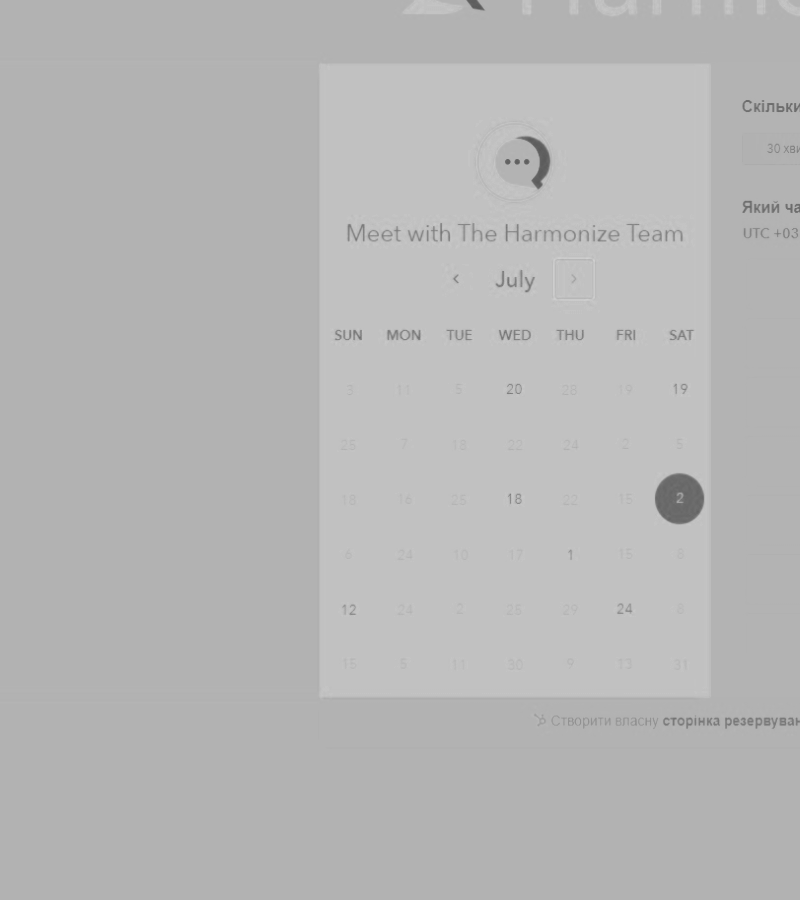 Harmo
Скільки
30 хви
Який ча
UTC +03
Meet with The Harmonize Team
July
SUN MON TUE WED THU FRI SAT
3 11 5 20 28 19 19
25 7 13 22 24 2 5
18 16 25 18 22 15 2
6 24 10 17 1 15 8
12 24 2 25 29 24 8
15 5 11 30 9 13 31
Створити власну сторінка резервуван